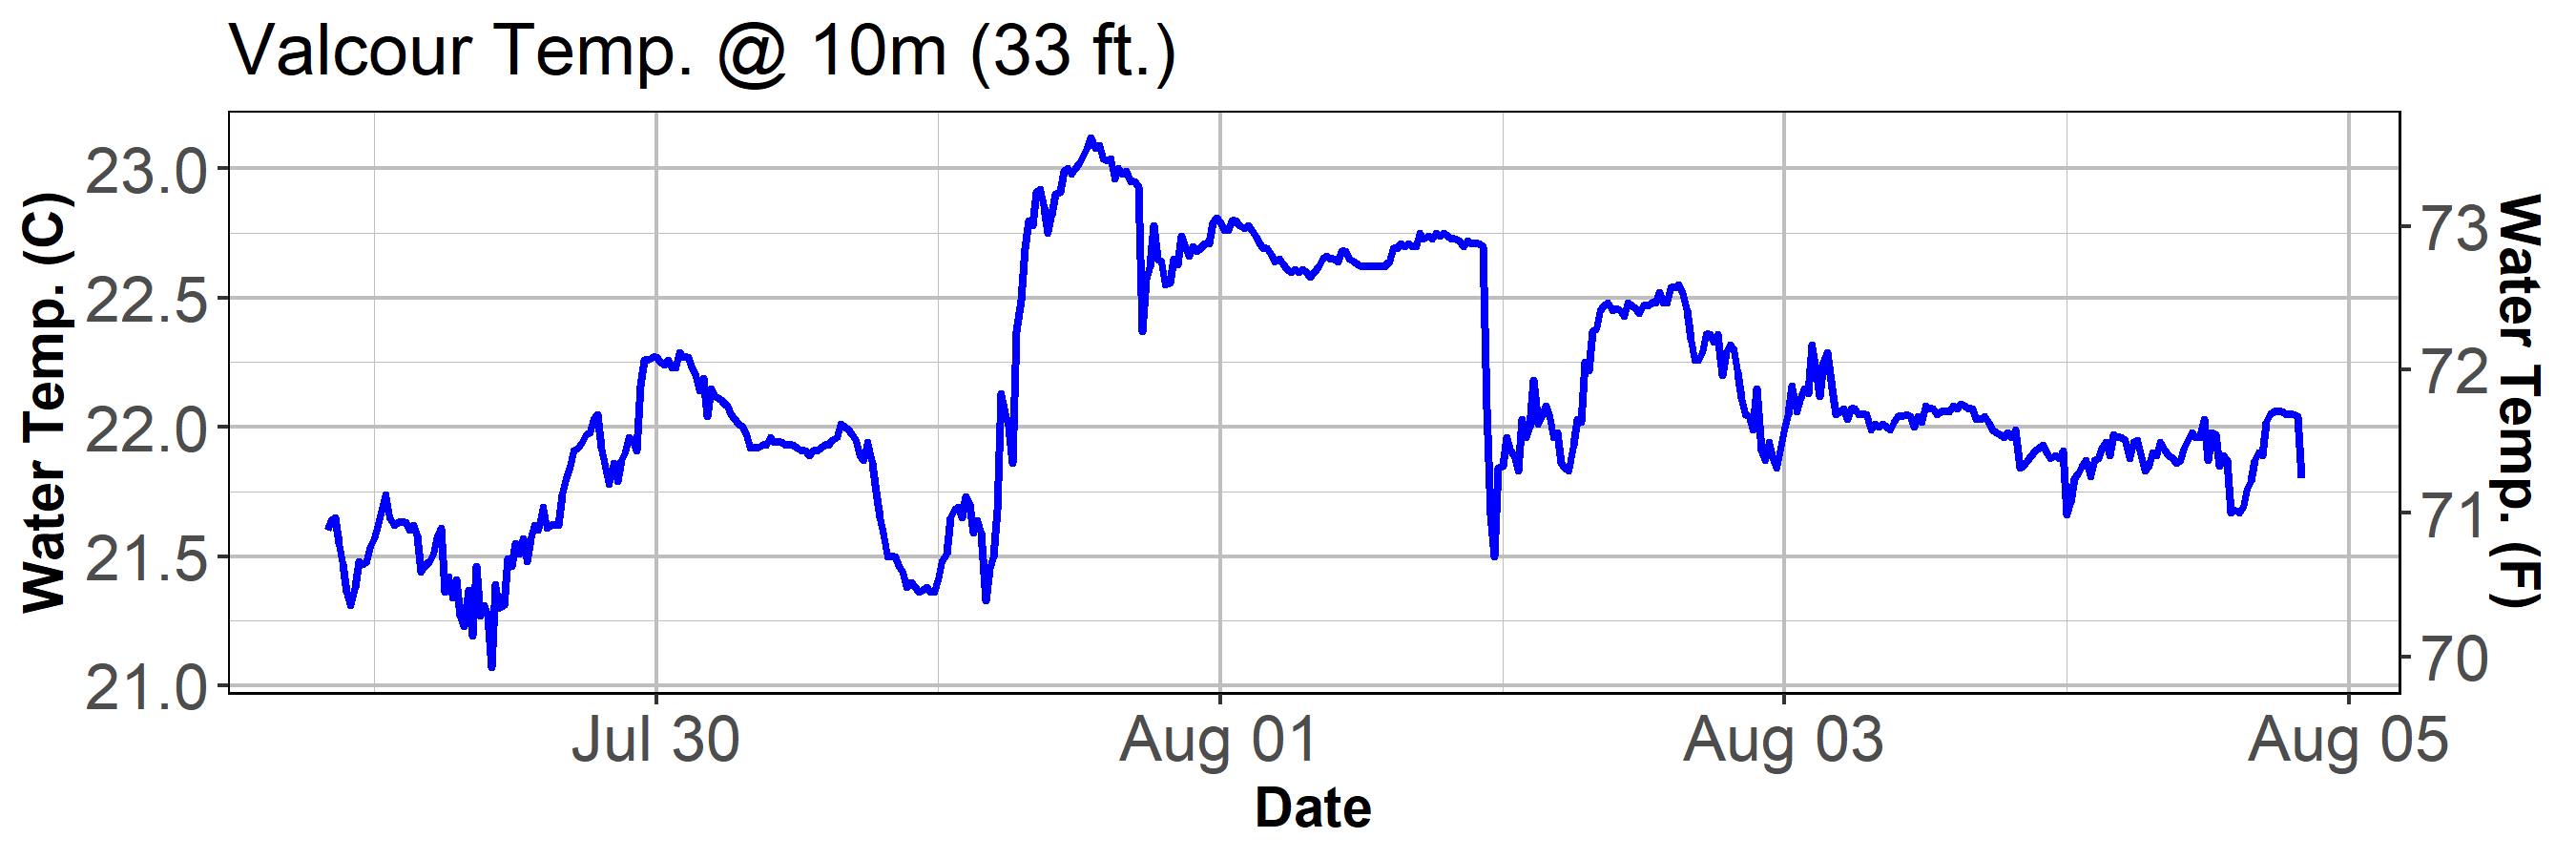 Valcour Temp. @ 10m (33 ft.)
Water Temp. (C)
23.0
22.5
22.0
21.5
21.0
73
72
71
70
Water Temp. (F)
Jul 30 Aug 01 Aug 03 Aug 05
Date